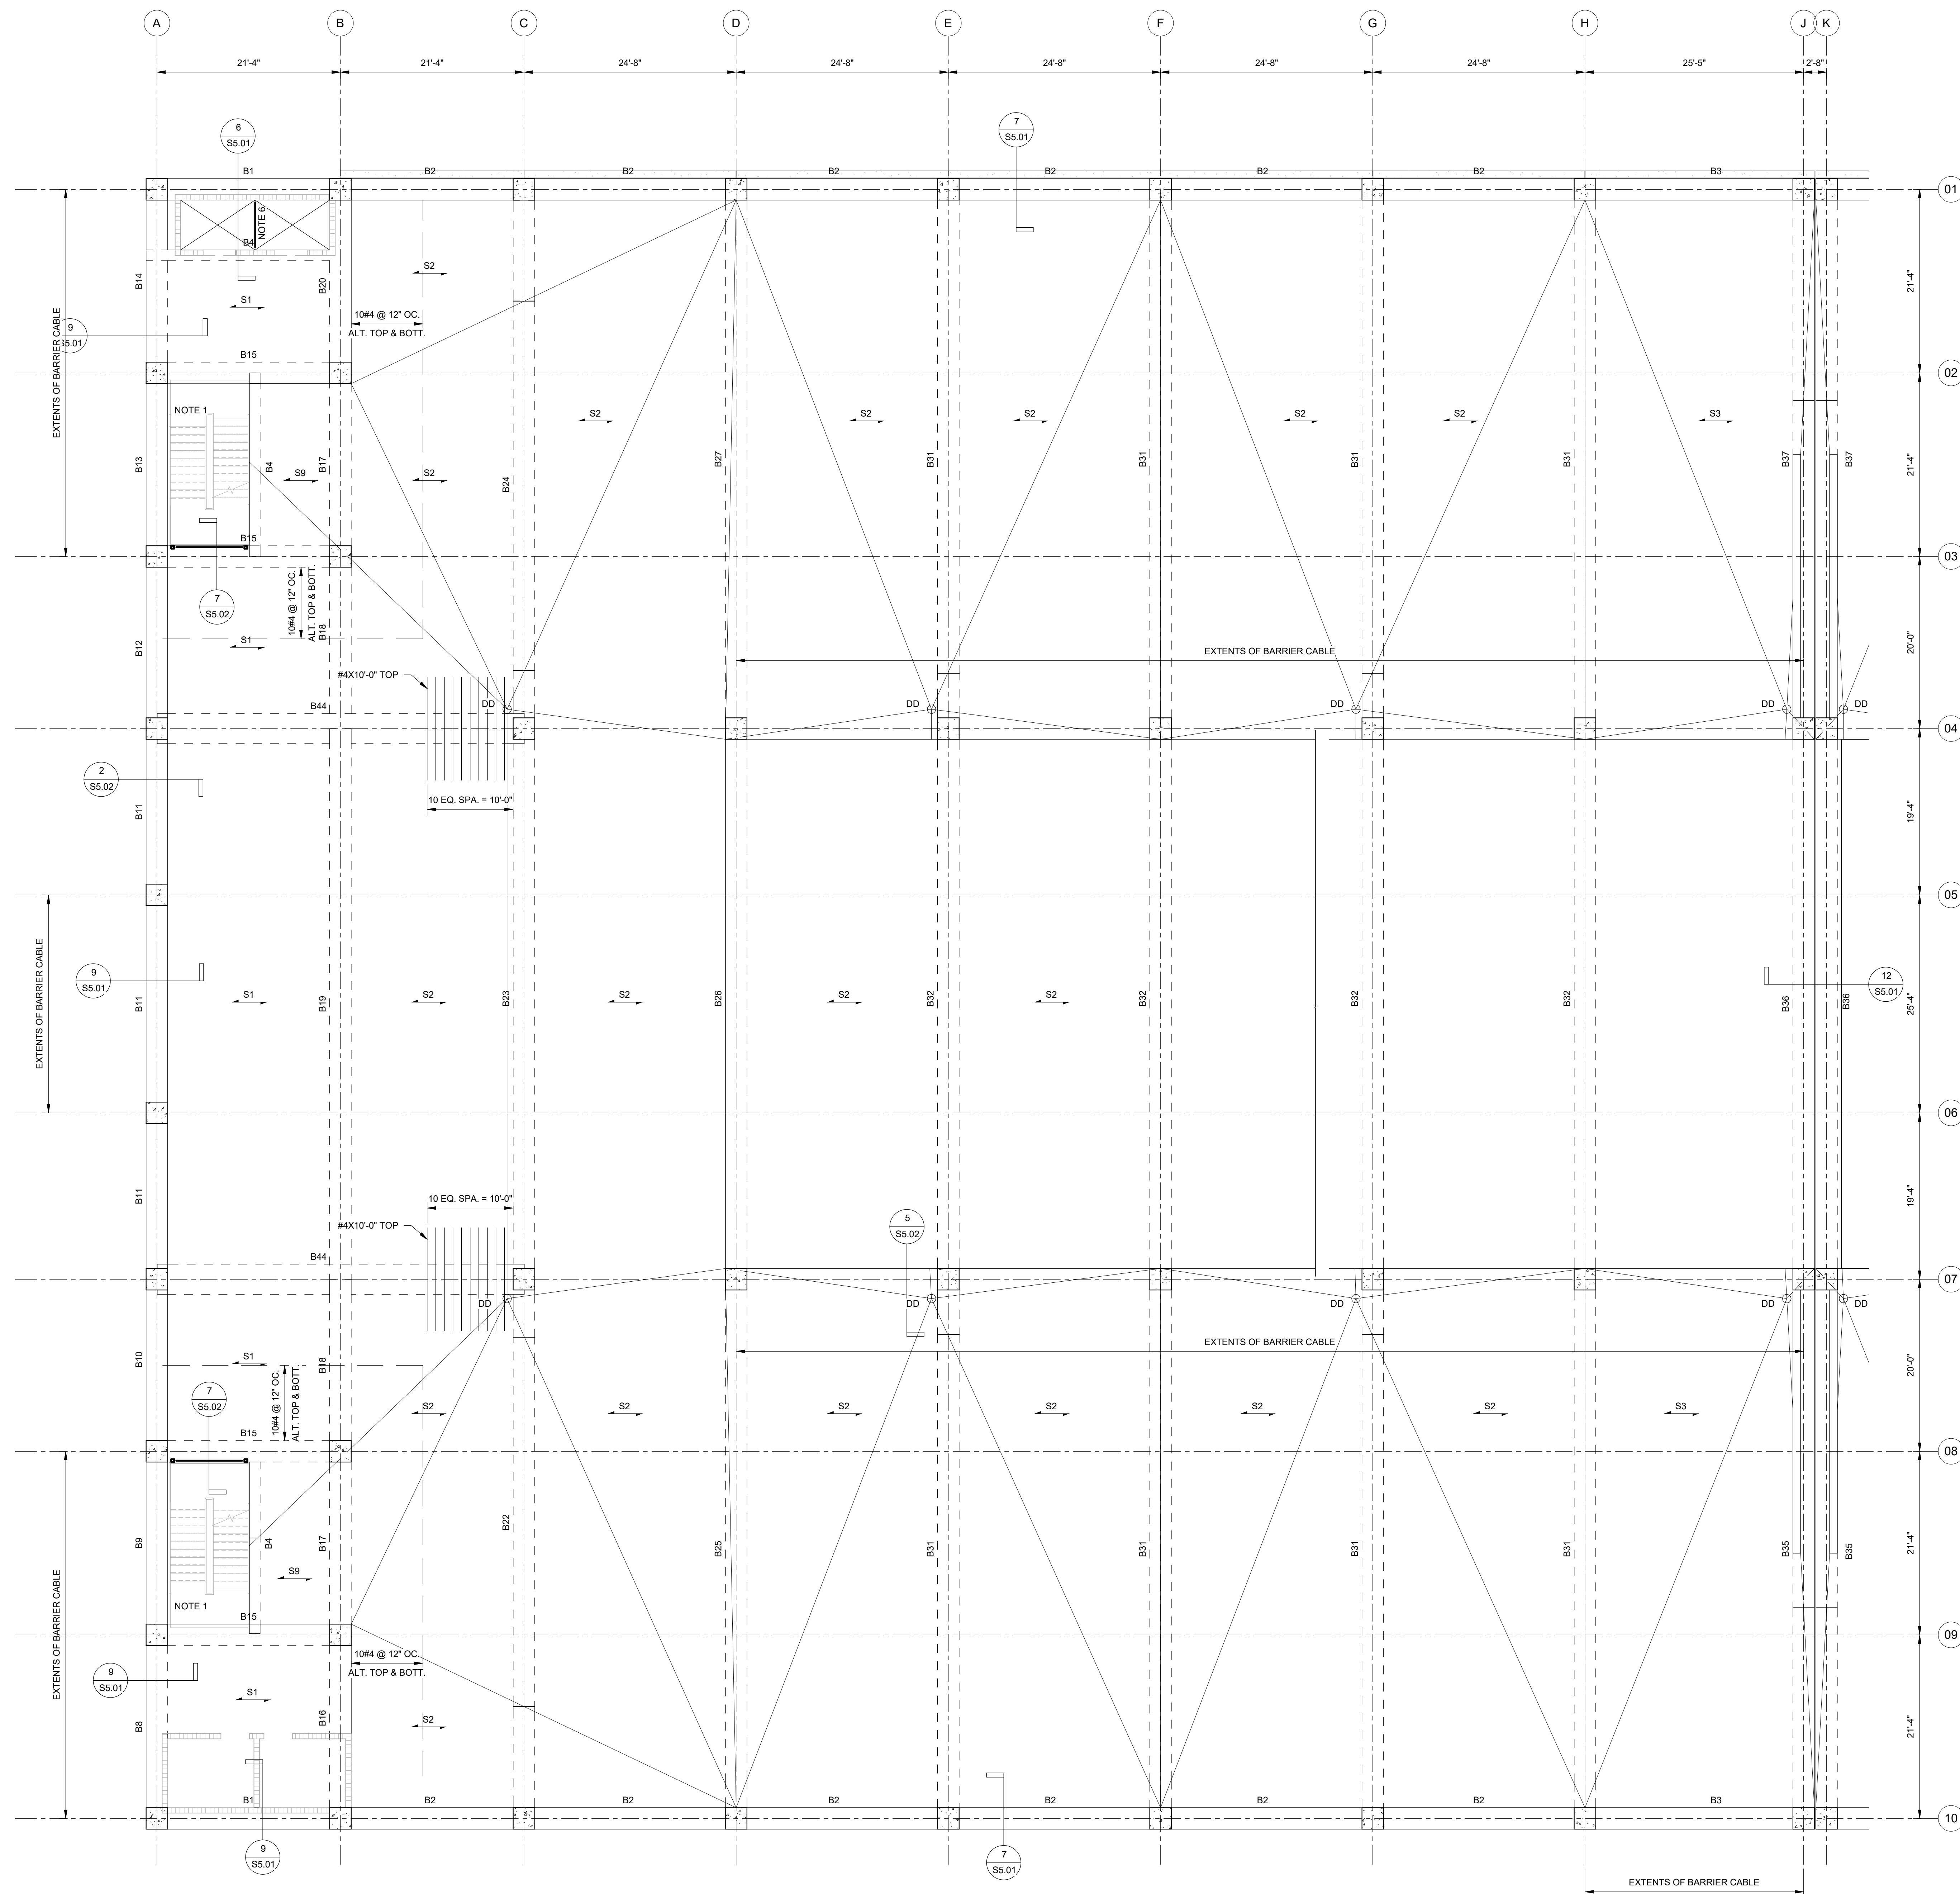 A B C D E F G H J K
21'-4" 21'-4" 24'-8" 24'-8" 24'-8" 24'-8" 24'-8" 25'-5" 2'-8"
6
S5.01
7
S5.01
B1 B2 B2 B2 B2 B2 B2 B3
01
NOTE 6
B4
S2
B14
B20
S1
21'-4"
10#4 @ 12" OC.
ALT. TOP & BOTT.
9
S5.01
EXTENTS OF BARRIER CABLE
B15
02
NOTE 1
S2 S2 S2 S2 S2 S3
B13
B4
B17
S9
S2
B24
B27
B31
B31
B31
B31
B37
B37
21'-4"
B15
03
7
S5.02
10#4 @ 12" OC.
ALT. TOP & BOTT.
B18
B12
S1
EXTENTS OF BARRIER CABLE
20'-0"
#4X10'-0" TOP
B44
DD DD DD DD DD
04
2
S5.02
10 EQ. SPA. = 10'-0"
B11
19'-4"
05
EXTENTS OF BARRIER CABLE
9
S5.01
12
S5.01
B11
S1
B19
S2
B23
S2
B26
S2
B32
S2
B32
B32
B32
B36
B36
25'-4"
06
B11
10 EQ. SPA. = 10'-0"
19'-4"
#4X10'-0" TOP
5
S5.02
B44
07
DD DD DD DD DD
EXTENTS OF BARRIER CABLE
B10
S1
B18
20'-0"
10#4 @ 12" OC.
ALT. TOP & BOTT.
7
S5.02
S2 S2 S2 S2 S2 S2 S3
B15
08
B9
B4
B17
B22
B25
B31
B31
B31
B31
B35
B35
21'-4"
S9
NOTE 1
B15
EXTENTS OF BARRIER CABLE
09
10#4 @ 12" OC.
ALT. TOP & BOTT.
9
S5.01
S1
B8
B16
S2
21'-4"
B1 B2 B2 B2 B2 B2 B2 B3
10
9
S5.01
7
S5.01
EXTENTS OF BARRIER CABLE